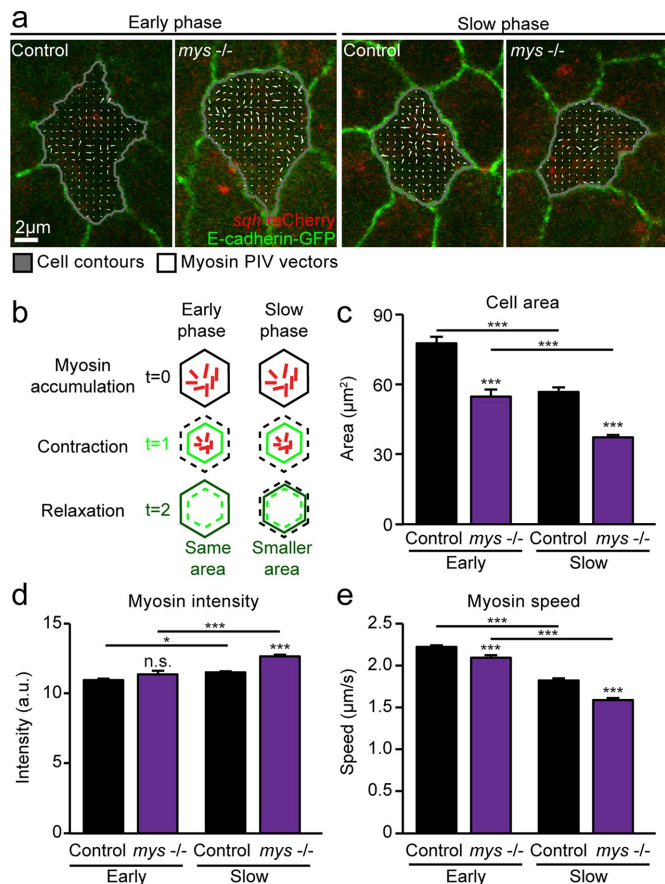 a
Early phase
Slow phase
Control
mys -/-
Control
mys -/-
sqh-mCherry
E-cadherin-GFP
2μm
Cell contours
Myosin PIV vectors
b
Early phase
Slow phase
Myosin accumulation
t=0
Contraction
t=1
Relaxation
t=2
Same area
Smaller area
c
Cell area
Area (μm²)
90
60
30
0
***
***
***
***
Control
mys -/-
Control
mys -/-
Early
Slow
d
Myosin intensity
Intensity (a.u.)
15
10
5
0
***
*
n.s.
***
Control
mys -/-
Control
mys -/-
Early
Slow
e
Myosin speed
Speed (μm/s)
2.5
2.0
1.5
1.0
0.5
0
***
***
***
***
Control
mys -/-
Control
mys -/-
Early
Slow